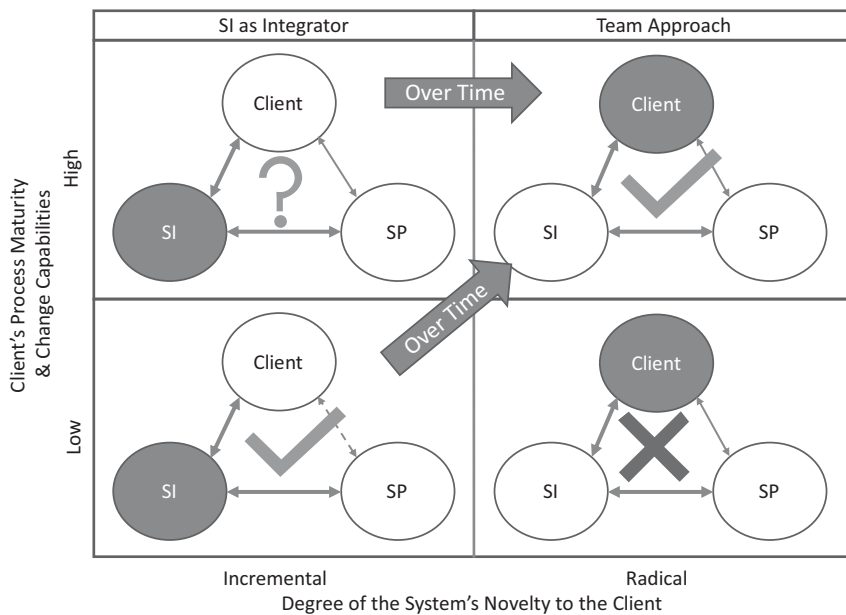 SI as Integrator
Team Approach
Client's Process Maturity
& Change Capabilities
High
Client
?
SI
SP
Over Time
Client
SI
SP
Low
Client
SI
SP
Over Time
Client
SI
SP
Incremental
Radical
Degree of the System's Novelty to the Client